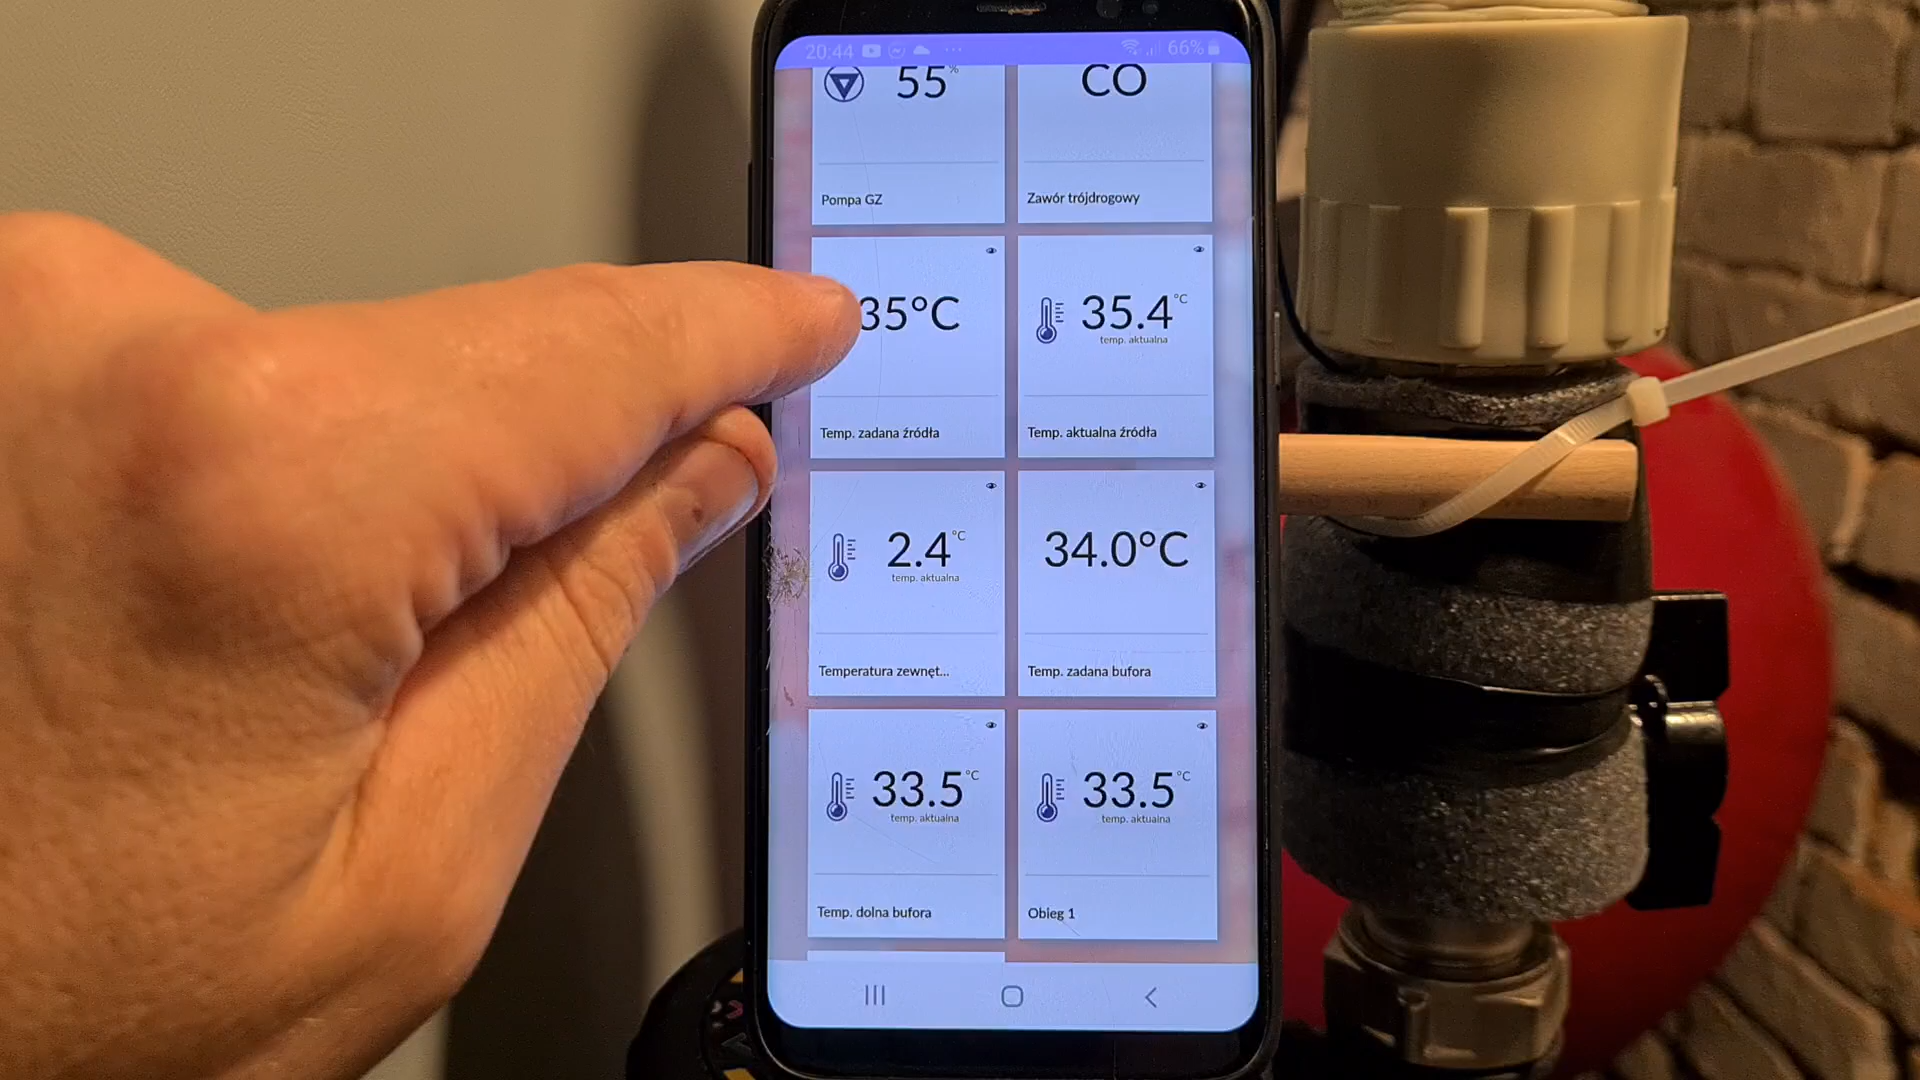 20:44 66%
55 %
CO
Pompa GZ
Zawór trójdrogowy
35°C
35.4 °C
temp. aktualna
Temp. zadana źródła
Temp. aktualna źródła
2.4 °C
temp. aktualna
34.0°C
Temperatura zewnęt...
Temp. zadana bufora
33.5 °C
temp. aktualna
33.5 °C
temp. aktualna
Temp. dolna bufora
Obieg 1